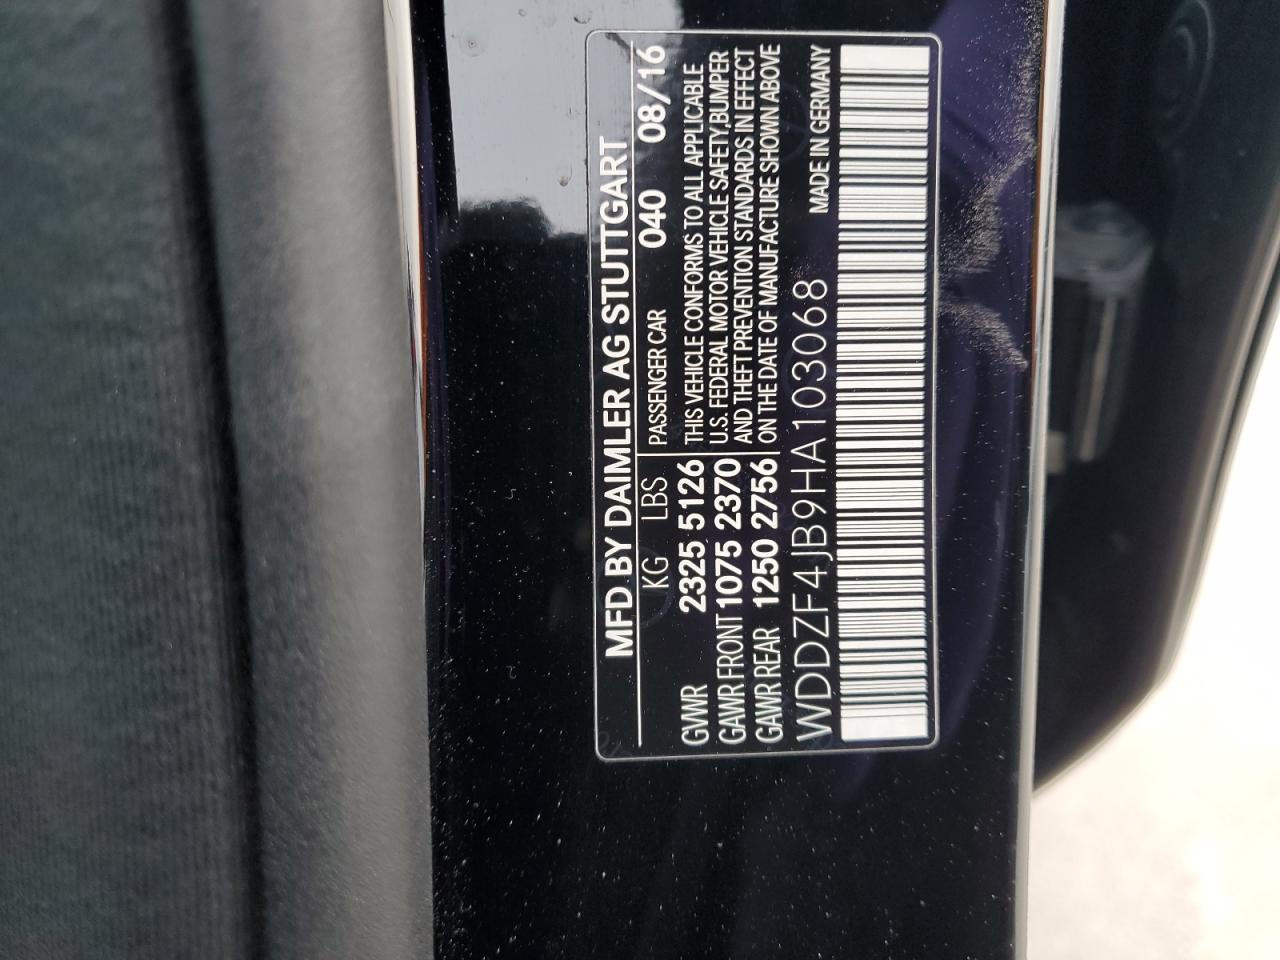 MFD BY DAIMLER AG STUTTGART
KG LBS PASSENGER CAR 040 08/16
GVWR 2325 5126 THIS VEHICLE CONFORMS TO ALL APPLICABLE
GAWR FRONT 1075 2370 U.S. FEDERAL MOTOR VEHICLE SAFETY,BUMPER
AND THEFT PREVENTION STANDARDS IN EFFECT
GAWR REAR 1250 2756 ON THE DATE OF MANUFACTURE SHOWN ABOVE
WDDZF4JB9HA103068 MADE IN GERMANY